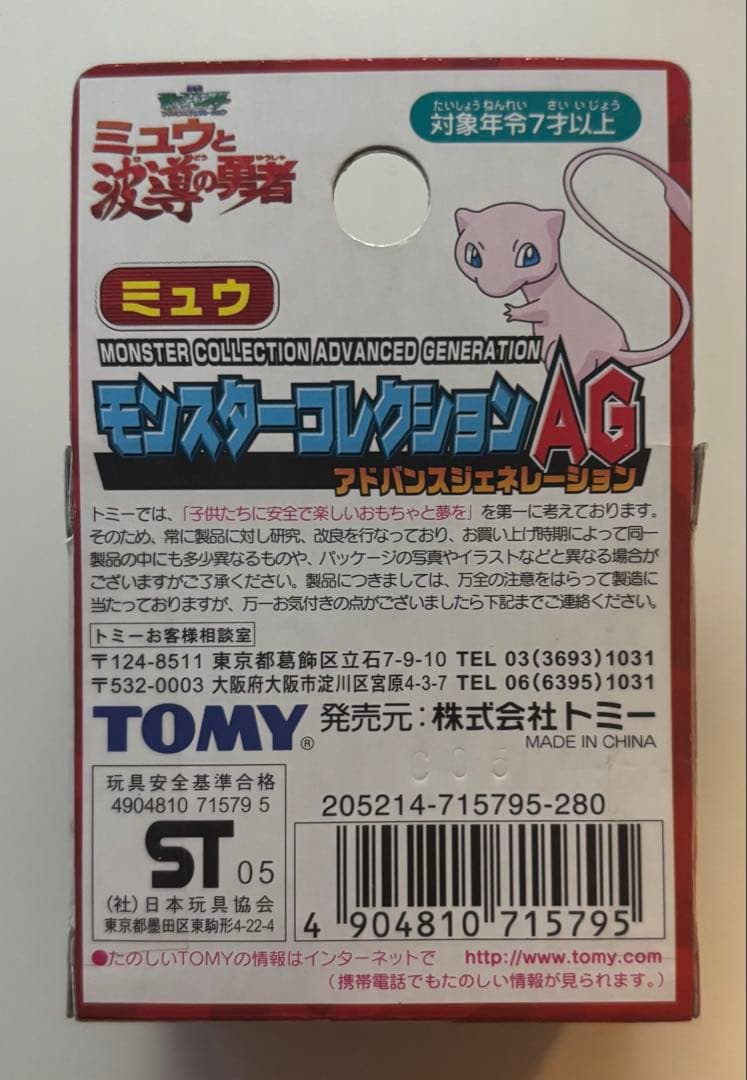 ミュウと
波導の勇者
はどう ゆうしゃ
たいしょうねんれい さいいじょう
対象年令7才以上
ミュウ
MONSTER COLLECTION ADVANCED GENERATION
モンスターコレクションAG
アドバンスジェネレーション
トミーでは、「子供たちに安全で楽しいおもちゃと夢を」を第一に考えております。
そのため、常に製品に対し研究、改良を行なっており、お買い上げ時期によって同一
製品の中にも多少異なるものや、パッケージの写真やイラストなどと異なる場合が
ございますがご了承ください。製品につきましては、万全の注意をはらって製造に
当たっておりますが、万一お気付きの点がございましたら下記までご連絡ください。
トミーお客様相談室
〒124-8511 東京都葛飾区立石7-9-10 TEL 03(3693)1031
〒532-0003 大阪府大阪市淀川区宮原4-3-7 TEL 06(6395)1031
TOMY® 発売元:株式会社トミー
MADE IN CHINA
C05
玩具安全基準合格
4904810 71579 5
ST 05
(社)日本玩具協会
東京都墨田区東駒形4-22-4
205214-715795-280
4 904810 715795
●たのしいTOMYの情報はインターネットで http://www.tomy.com
(携帯電話でもたのしい情報が見られます。)